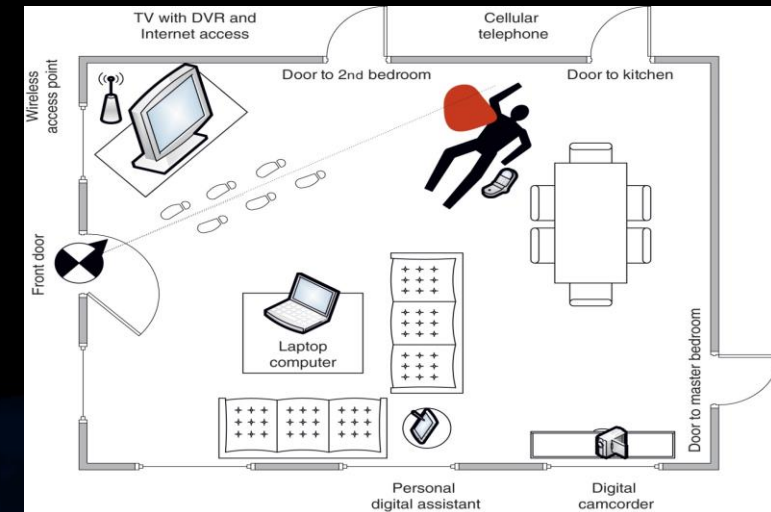 TV with DVR and
Internet access
Cellular
telephone
Door to 2nd bedroom
Door to kitchen
Wireless
access point
Front door
Laptop
computer
Door to master bedroom
Personal
digital assistant
Digital
camcorder